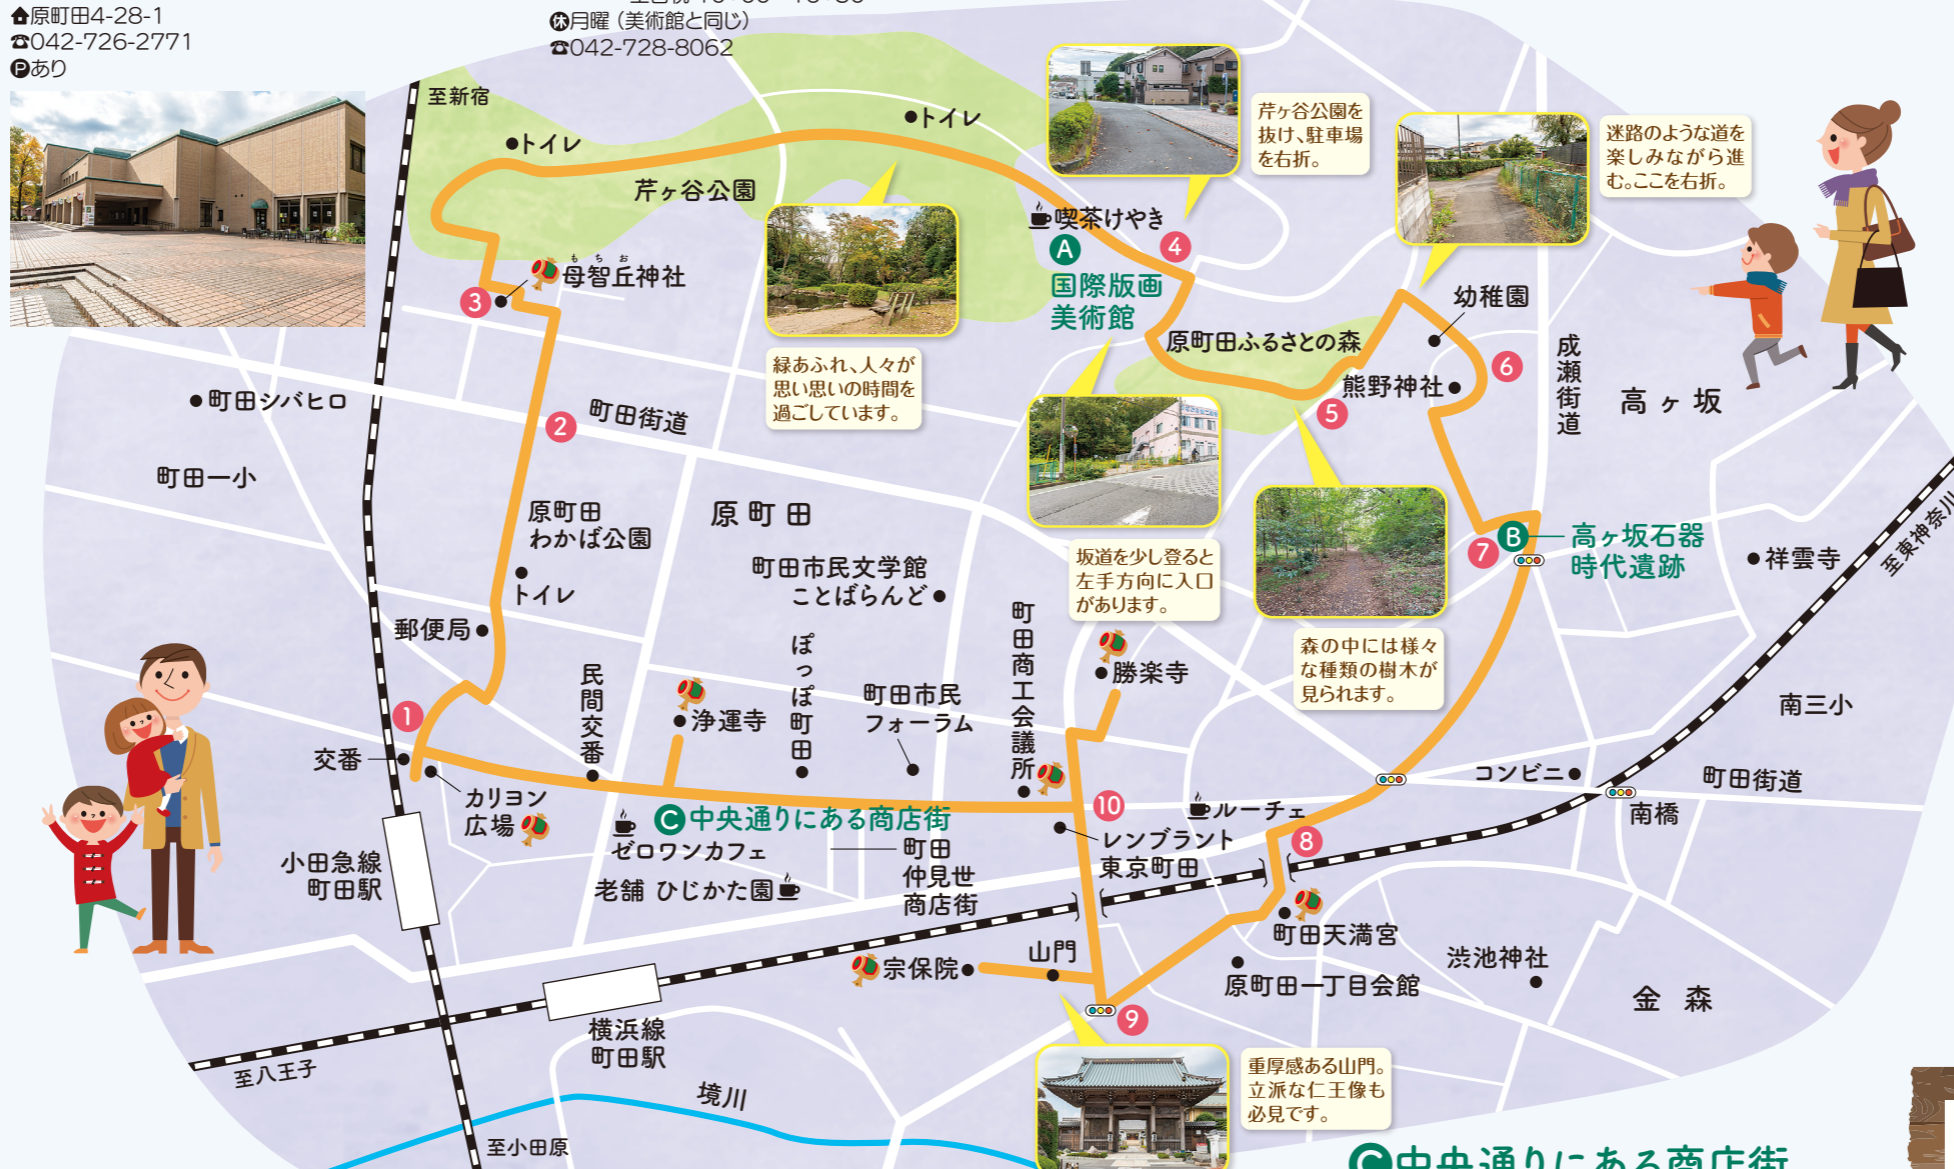 原町田4-28-1
☎042-726-2771
Ⓟあり
㊡月曜（美術館と同じ）
☎042-728-8062
至新宿
トイレ
トイレ
芹ヶ谷公園
芹ヶ谷公園を
抜け、駐車場
を右折。
迷路のような道を
楽しみながら進
む。ここを右折。
喫茶けやき
A
国際版画
美術館
4
もちお
母智丘神社
3
幼稚園
原町田ふるさとの森
熊野神社
5
6
成瀬街道
高ヶ坂
緑あふれ、人々が
思い思いの時間を
過ごしています。
町田シバヒロ
2
町田街道
町田一小
原町田
わかば公園
トイレ
原町田
町田市民文学館
ことばらんど
坂道を少し登ると
左手方向に入口
があります。
7
B
高ヶ坂石器
時代遺跡
祥雲寺
至東神奈川
郵便局
民間交番
浄運寺
ぽっぽ町田
町田市民
フォーラム
町田商工会議所
勝楽寺
森の中には様々
な種類の樹木が
見られます。
南三小
1
交番
カリヨン
広場
C中央通りにある商店街
ゼロワンカフェ
老舗 ひじかた園
町田
仲見世
商店街
10
レンブラント
東京町田
ルーチェ
8
コンビニ
町田街道
南橋
小田急線
町田駅
宗保院
山門
町田天満宮
原町田一丁目会館
渋池神社
金森
9
横浜線
町田駅
至八王子
境川
至小田原
重厚感ある山門。
立派な仁王像も
必見です。
C中央通りにある商店街